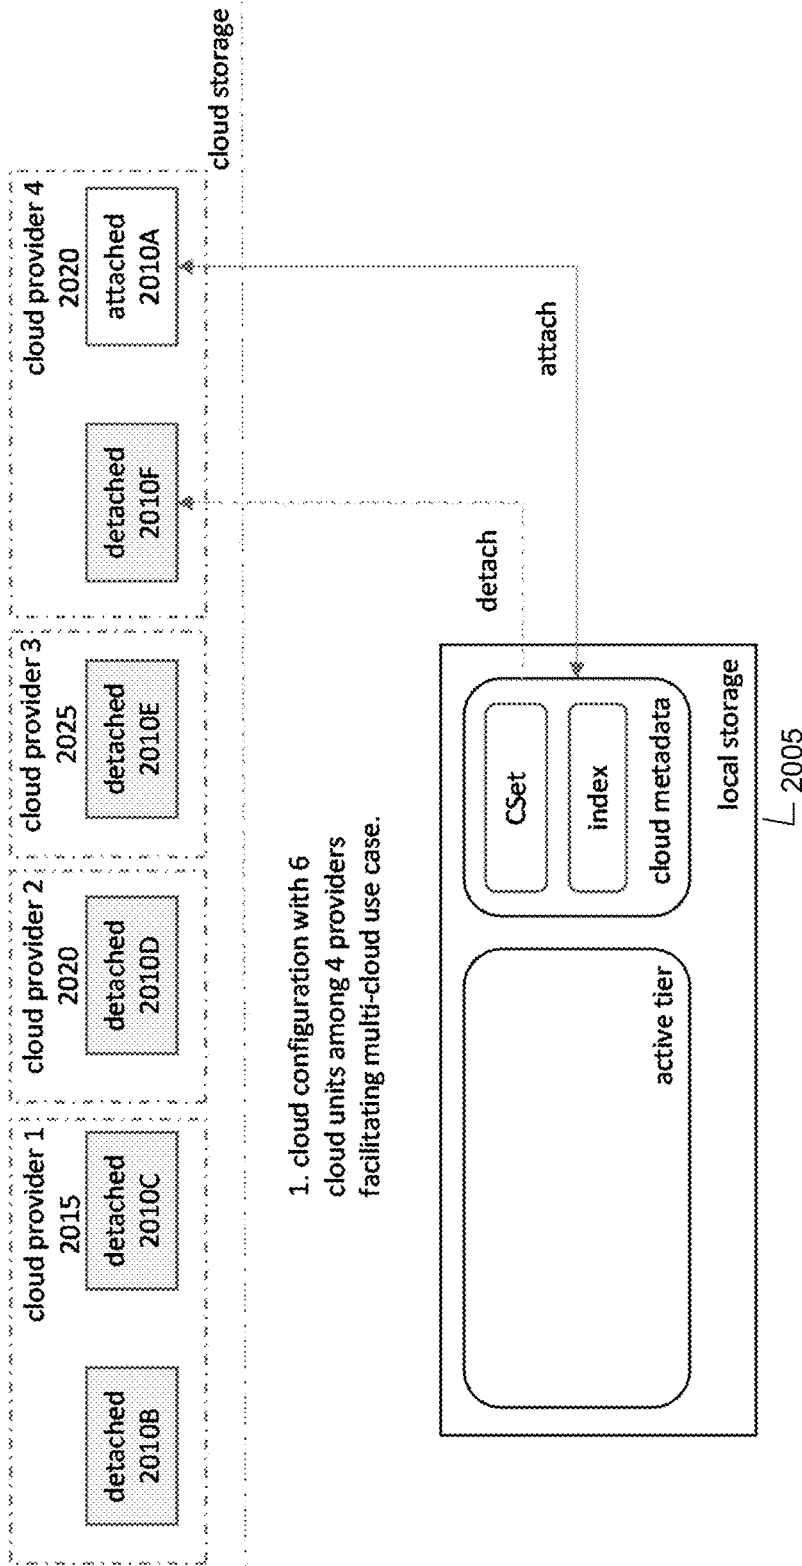 cloud provider 1
2015
detached
2010B
detached
2010C
cloud provider 2
2020
detached
2010D
cloud provider 3
2025
detached
2010E
cloud provider 4
2020
detached
2010F
attached
2010A
cloud storage
1. cloud configuration with 6
cloud units among 4 providers
facilitating multi-cloud use case.
detach
attach
active tier
CSet
index
cloud metadata
local storage
2005